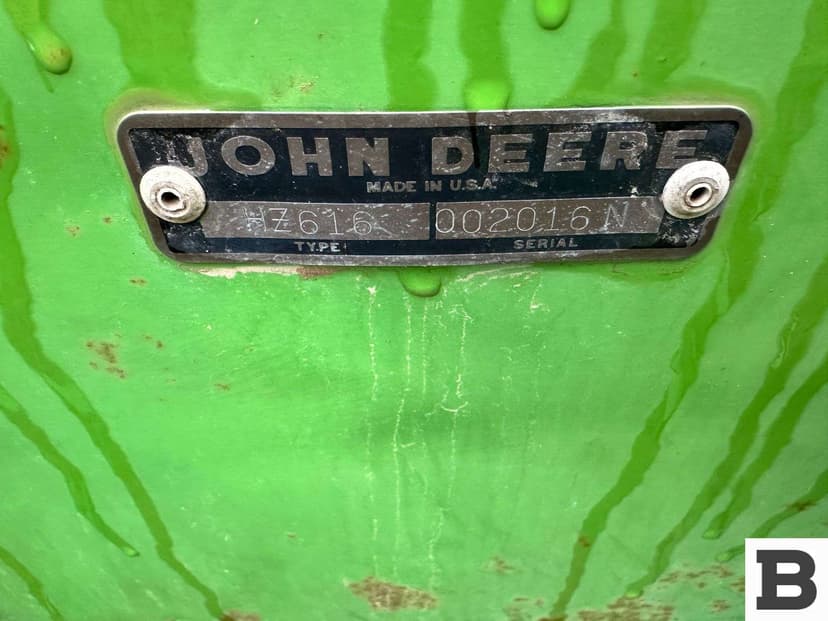 JOHN DEERE
MADE IN U.S.A.
HZ616 002016N
TYPE SERIAL
B